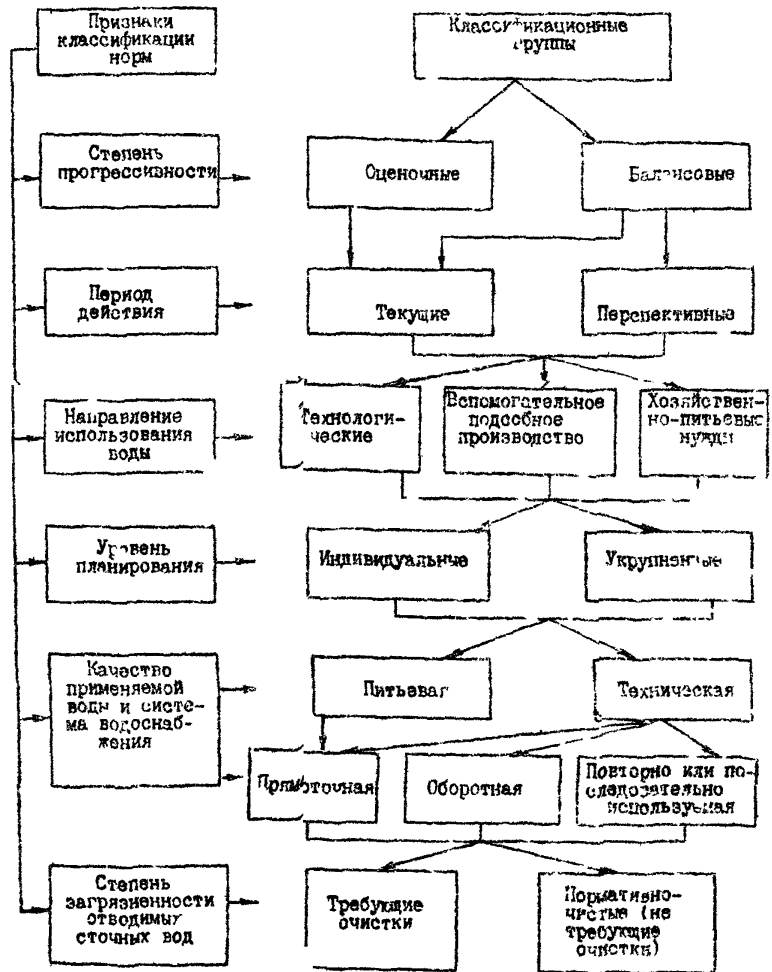 Признаки
классификации
норм
Классификационные
группы
Степень
прогрессивности
Оценочные
Балансовые
Период
действия
Текущие
Перспективные
Направление
использования
воды
Технологи-
ческие
Вспомогательное
подсобное
производство
Хозяйствен-
но-питьевые
нужды
Уровень
планирования
Индивидуальные
Укрупненные
Качество
применяемой
воды и систе-
ма водоснаб-
жения
Питьевая
Техническая
Прямоточная
Оборотная
Повторно или по-
следовательно
используемая
Степень
загрязненности
отводимых
сточных вод
Требующие
очистки
Нормативно-
чистые (не
требующие
очистки)